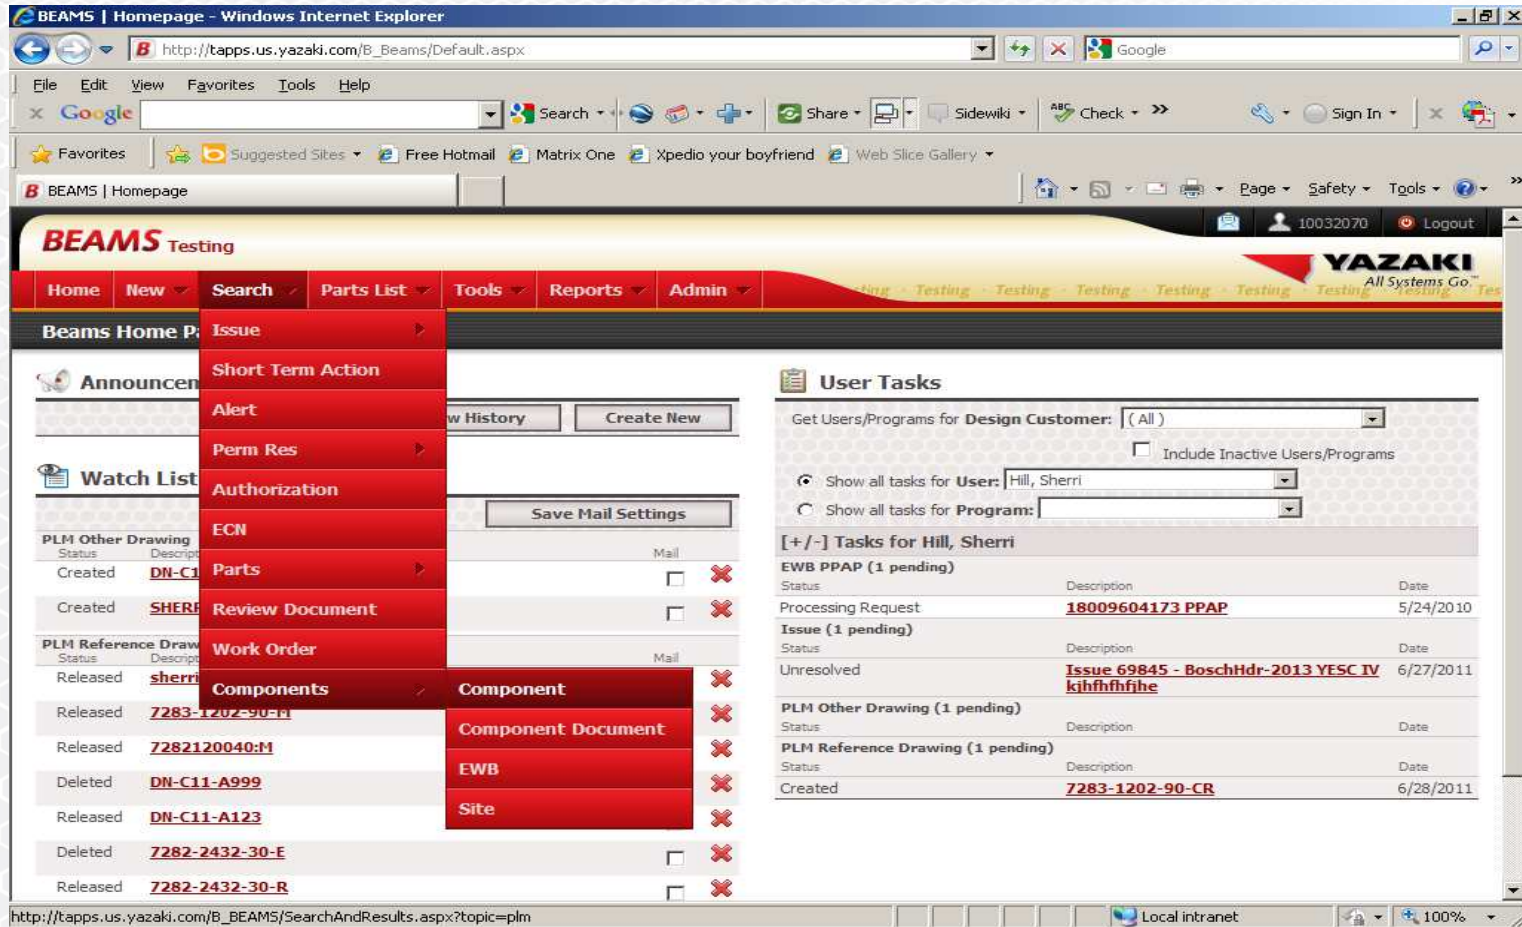 BEAMS | Homepage - Windows Internet Explorer
http://tapps.us.yazaki.com/B_Beams/Default.aspx
Google
File Edit View Favorites Tools Help
Google Search Share Sidewiki Check Sign In
Favorites Suggested Sites Free Hotmail Matrix One Xpedio your boyfriend Web Slice Gallery
BEAMS | Homepage
Page Safety Tools
10032070 Logout
BEAMS Testing
YAZAKI
All Systems Go.
Home New Search Parts List Tools Reports Admin
Testing Testing Testing Testing Testing Testing Testing
Beams Home
Issue
Short Term Action
Alert
Perm Res
Authorization
ECN
Parts
Review Document
Work Order
Components
Component
Component Document
EWB
Site
History Create New
Watch List
Save Mail Settings
PLM Other Drawing
Status Mail
Created DN-C1
Created
PLM Reference Draw
Status Mail
Released sherri
Released 7283-1202-90-M
Released 7282120040:M
Deleted DN-C11-A999
Released DN-C11-A123
Deleted 7282-2432-30-E
Released 7282-2432-30-R
User Tasks
Get Users/Programs for Design Customer: ( All )
Include Inactive Users/Programs
Show all tasks for User: Hill, Sherri
Show all tasks for Program:
[+/-] Tasks for Hill, Sherri
EWB PPAP (1 pending)
Status Description Date
Processing Request 18009604173 PPAP 5/24/2010
Issue (1 pending)
Status Description Date
Unresolved Issue 69845 - BoschHdr-2013 YESC IV 6/27/2011
kjhfhfhfjhe
PLM Other Drawing (1 pending)
Status Description Date
PLM Reference Drawing (1 pending)
Status Description Date
Created 7283-1202-90-CR 6/28/2011
http://tapps.us.yazaki.com/B_BEAMS/SearchAndResults.aspx?topic=plm
Local intranet 100%